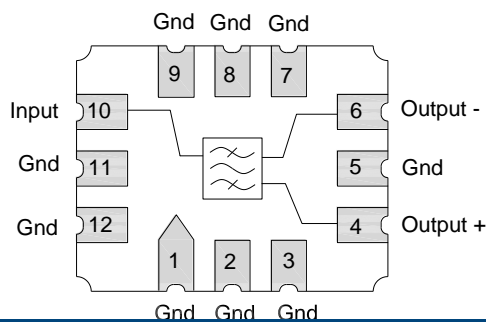 Gnd Gnd Gnd
9 8 7
Input 10 6 Output -
Gnd 11 5 Gnd
Gnd 12 4 Output +
1 2 3
Gnd Gnd Gnd